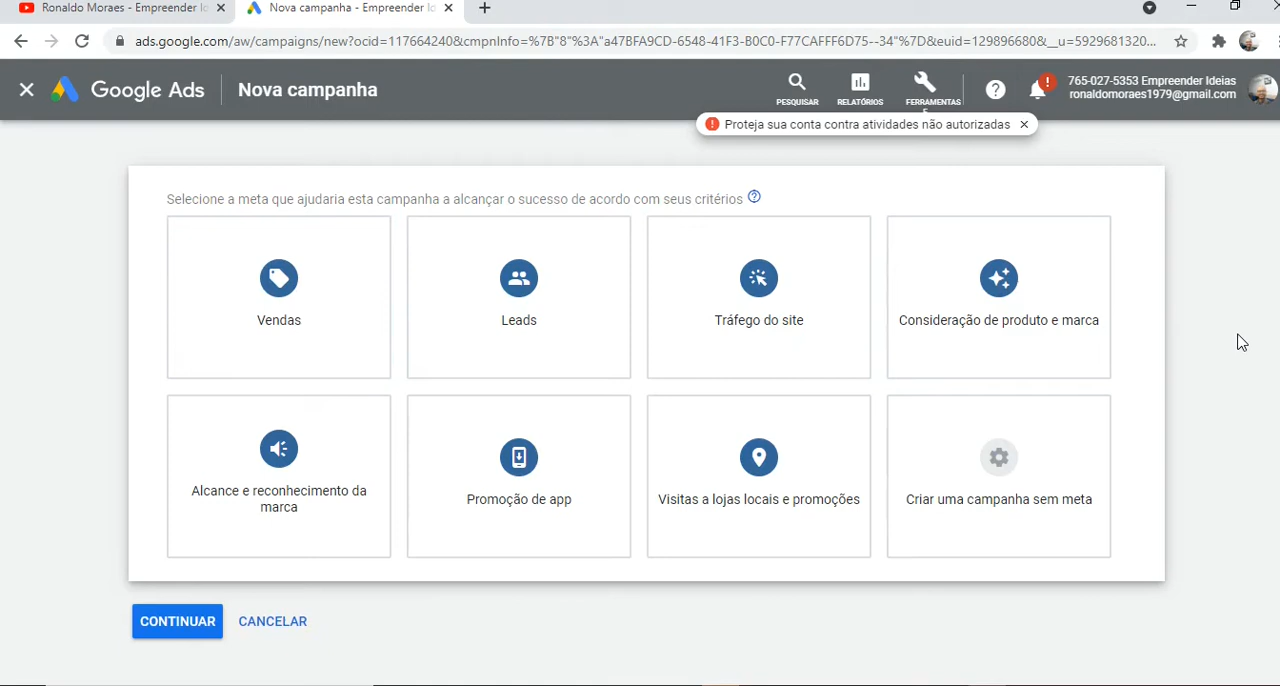 Ronaldo Moraes - Empreender Id
Nova campanha - Empreender Id
ads.google.com/aw/campaigns/new?ocid=117664240&cmpnInfo=%7B"8"%3A"a47BFA9CD-6548-41F3-B0C0-F77CAFFF6D75--34"%7D&euid=129896680&__u=5929681320...
Google Ads
Nova campanha
PESQUISAR
RELATÓRIOS
FERRAMENTAS
765-027-5353 Empreender Ideias
ronaldomoraes1979@gmail.com
Proteja sua conta contra atividades não autorizadas
Selecione a meta que ajudaria esta campanha a alcançar o sucesso de acordo com seus critérios
Vendas
Leads
Tráfego do site
Consideração de produto e marca
Alcance e reconhecimento da
marca
Promoção de app
Visitas a lojas locais e promoções
Criar uma campanha sem meta
CONTINUAR
CANCELAR